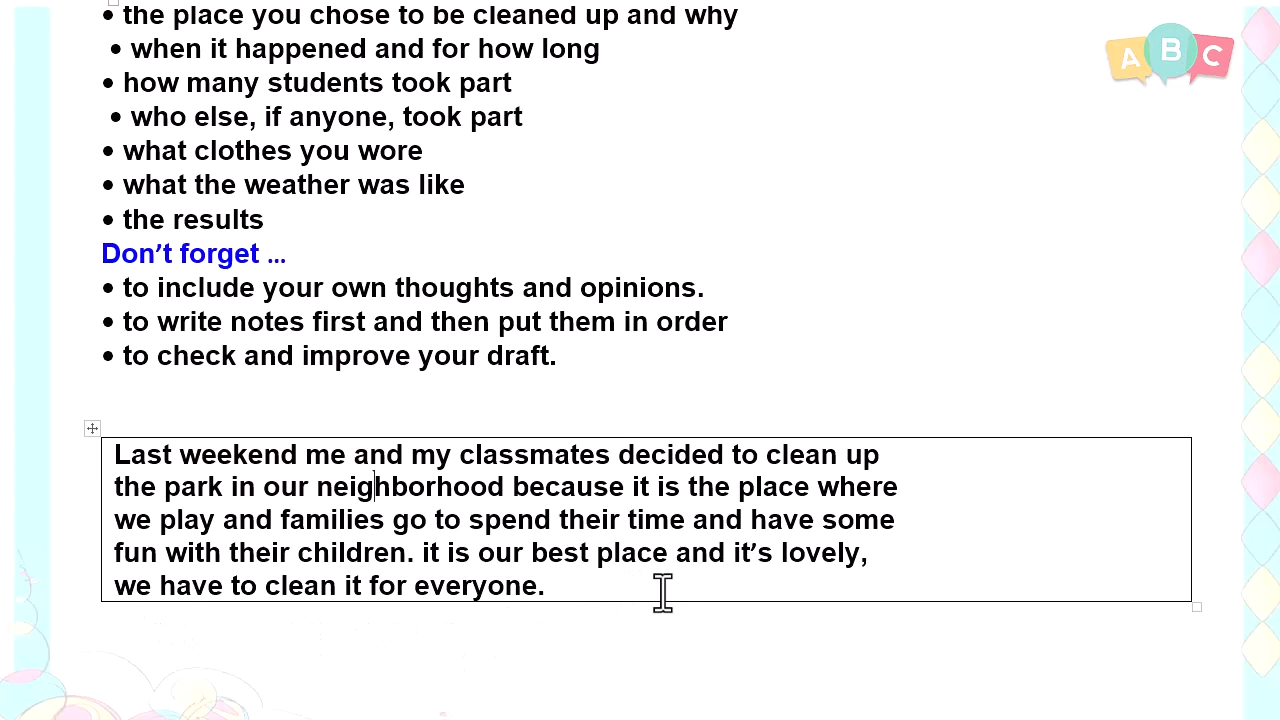 • the place you chose to be cleaned up and why
• when it happened and for how long
• how many students took part
• who else, if anyone, took part
• what clothes you wore
• what the weather was like
• the results
Don't forget ...
• to include your own thoughts and opinions.
• to write notes first and then put them in order
• to check and improve your draft.
Last weekend me and my classmates decided to clean up
the park in our neighborhood because it is the place where
we play and families go to spend their time and have some
fun with their children. it is our best place and it's lovely,
we have to clean it for everyone.
A B C